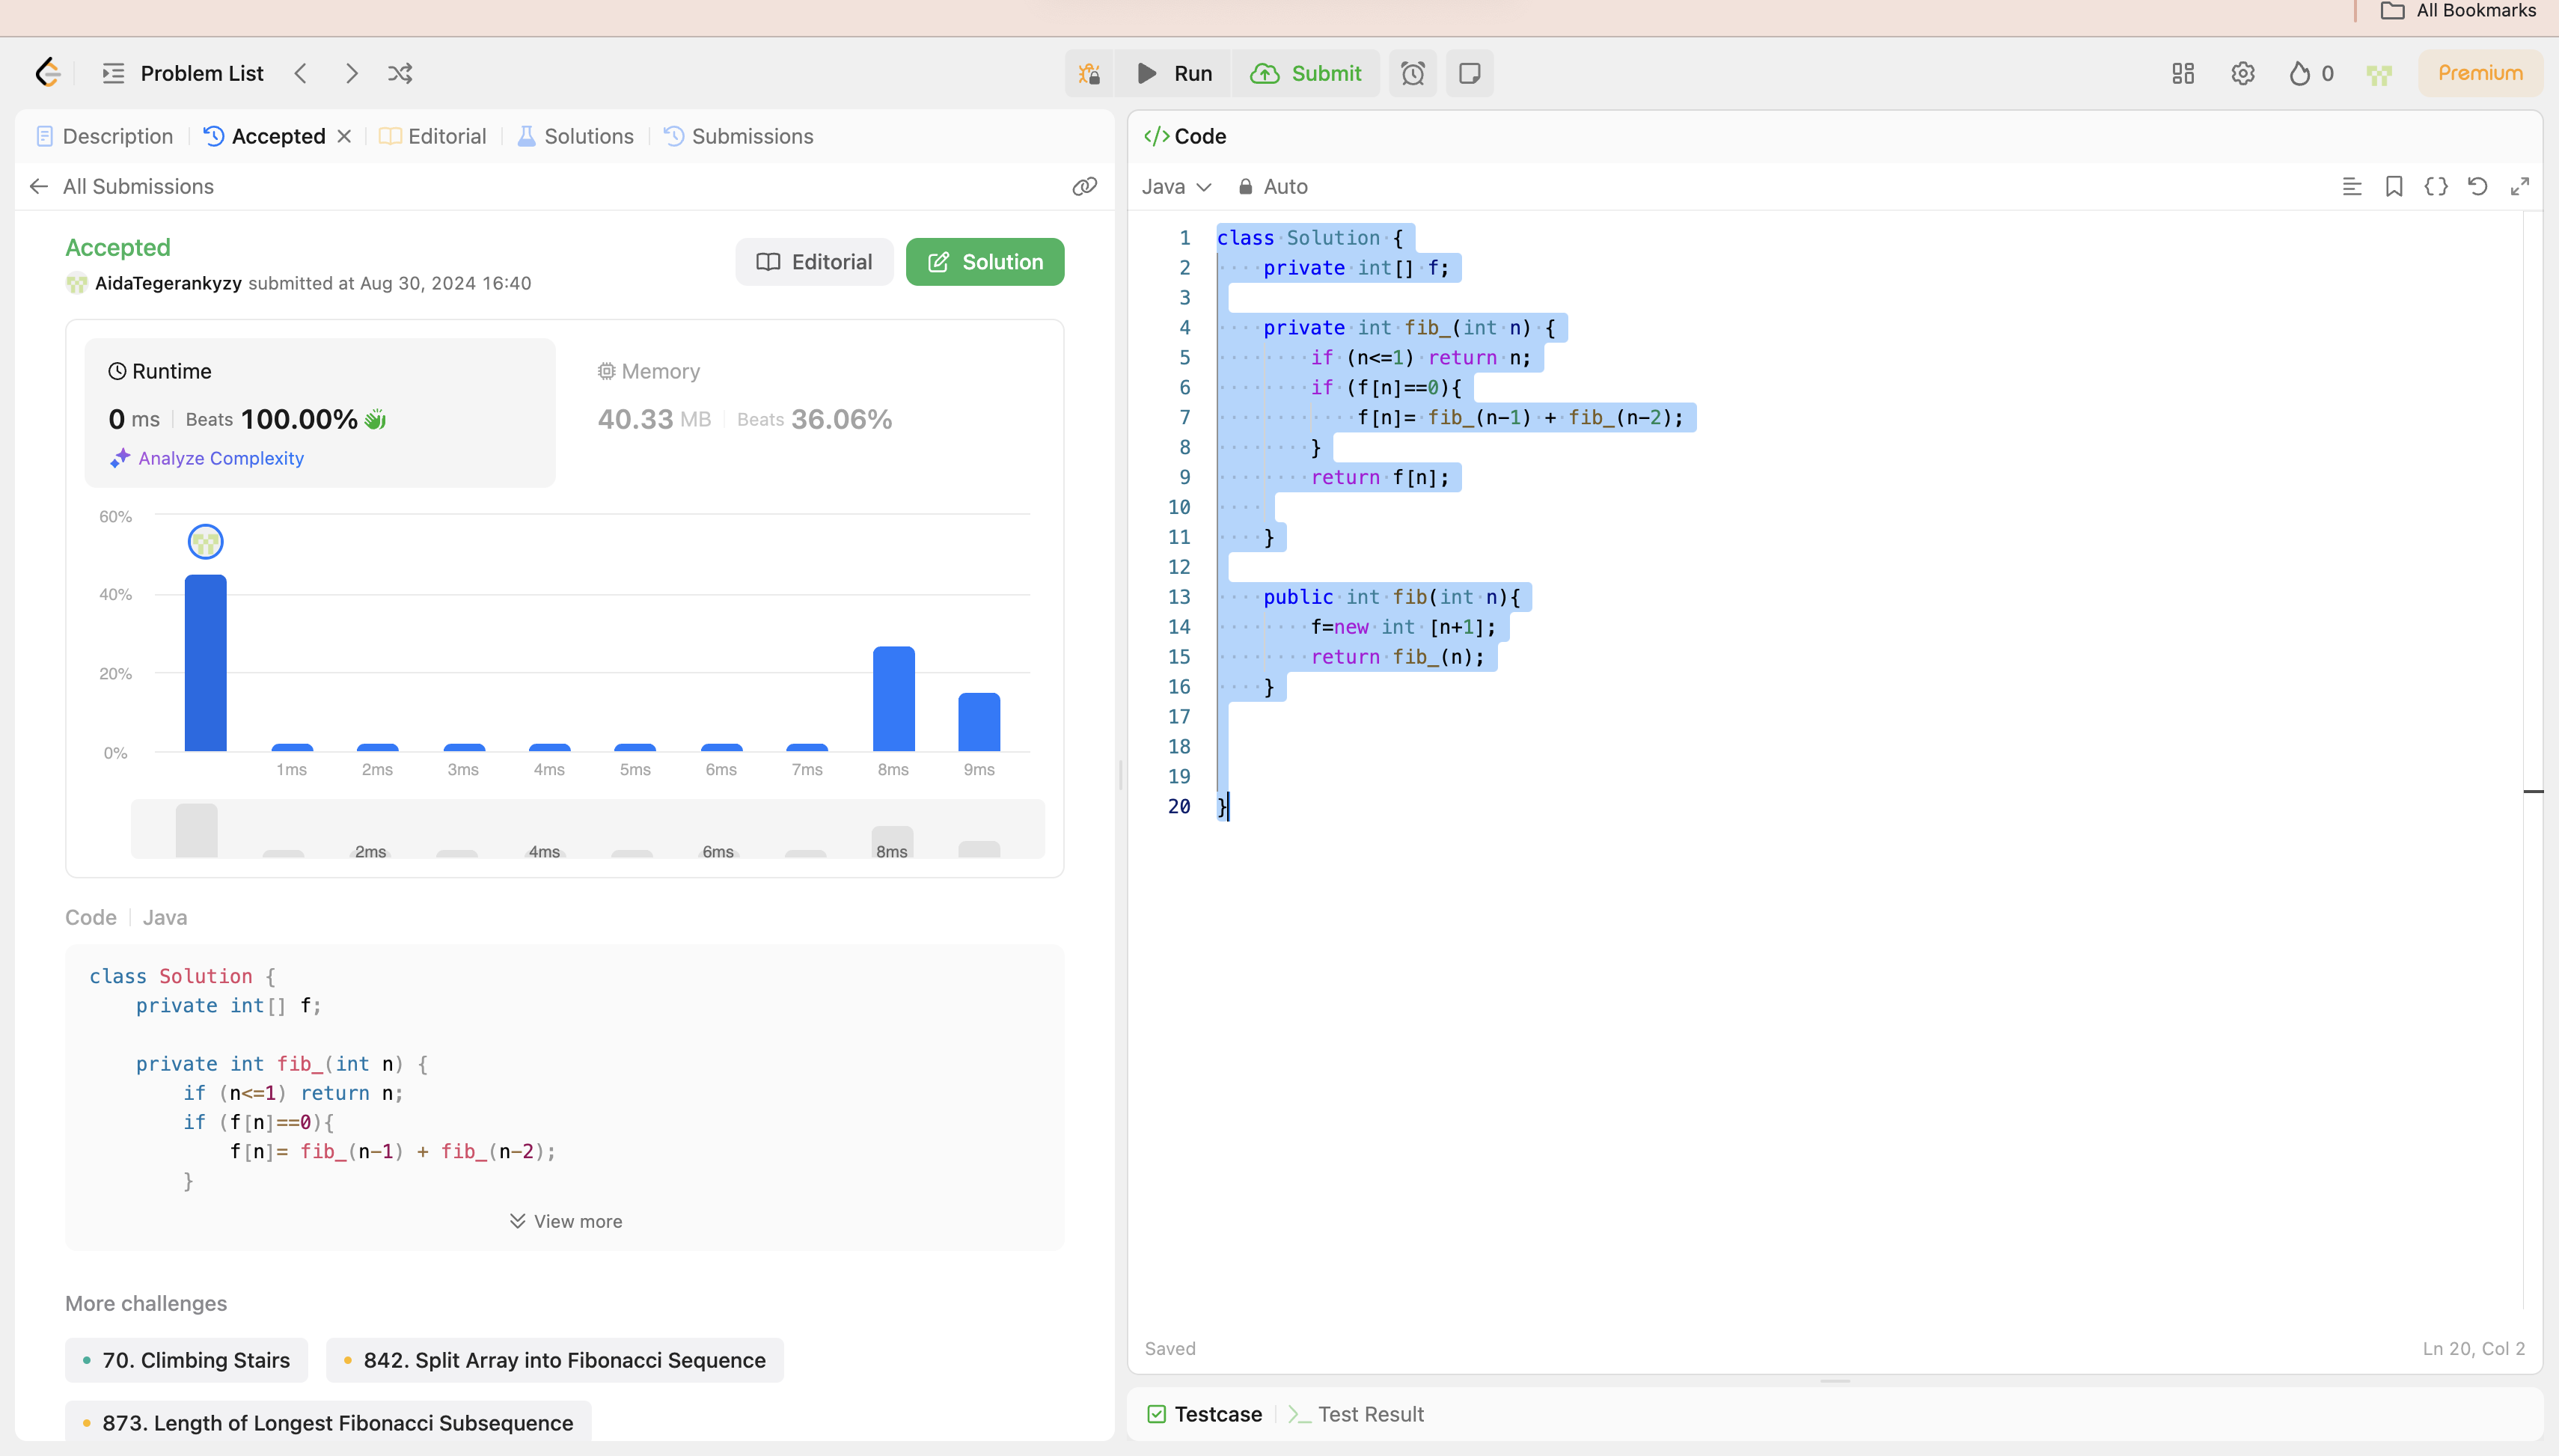 All Bookmarks
Problem List
Run
Submit
0
Premium
Description
Accepted
Editorial
Solutions
Submissions
All Submissions
Accepted
AidaTegerankyzy submitted at Aug 30, 2024 16:40
Editorial
Solution
Runtime
0 ms Beats 100.00%
Analyze Complexity
Memory
40.33 MB Beats 36.06%
60%
40%
20%
0%
1ms 2ms 3ms 4ms 5ms 6ms 7ms 8ms 9ms
2ms 4ms 6ms 8ms
Code Java
class Solution {
    private int[] f;
    private int fib_(int n) {
        if (n<=1) return n;
        if (f[n]==0){
            f[n]= fib_(n-1) + fib_(n-2);
        }
View more
More challenges
70. Climbing Stairs
842. Split Array into Fibonacci Sequence
873. Length of Longest Fibonacci Subsequence
</> Code
Java Auto
1 class Solution {
2     private int[] f;
3
4     private int fib_(int n) {
5         if (n<=1) return n;
6         if (f[n]==0){
7             f[n]= fib_(n-1) + fib_(n-2);
8         }
9         return f[n];
10
11     }
12
13     public int fib(int n){
14         f=new int [n+1];
15         return fib_(n);
16     }
17
18
19
20 }
Saved
Ln 20, Col 2
Testcase
Test Result